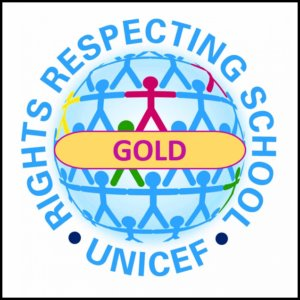 RIGHTS RESPECTING SCHOOL
GOLD
• UNICEF •